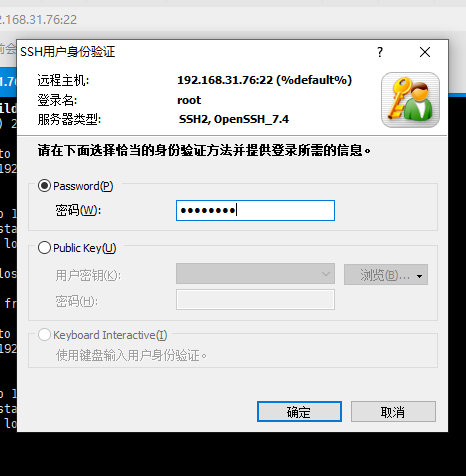 2.168.31.76:22
SSH用户身份验证
远程主机: 192.168.31.76:22 (%default%)
登录名: root
服务器类型: SSH2, OpenSSH_7.4
请在下面选择恰当的身份验证方法并提供登录所需的信息。
Password(P)
密码(W): ●●●●●●●●
Public Key(U)
用户密钥(K): 浏览(B)...
密码(H):
Keyboard Interactive(I)
使用键盘输入用户身份验证。
确定 取消